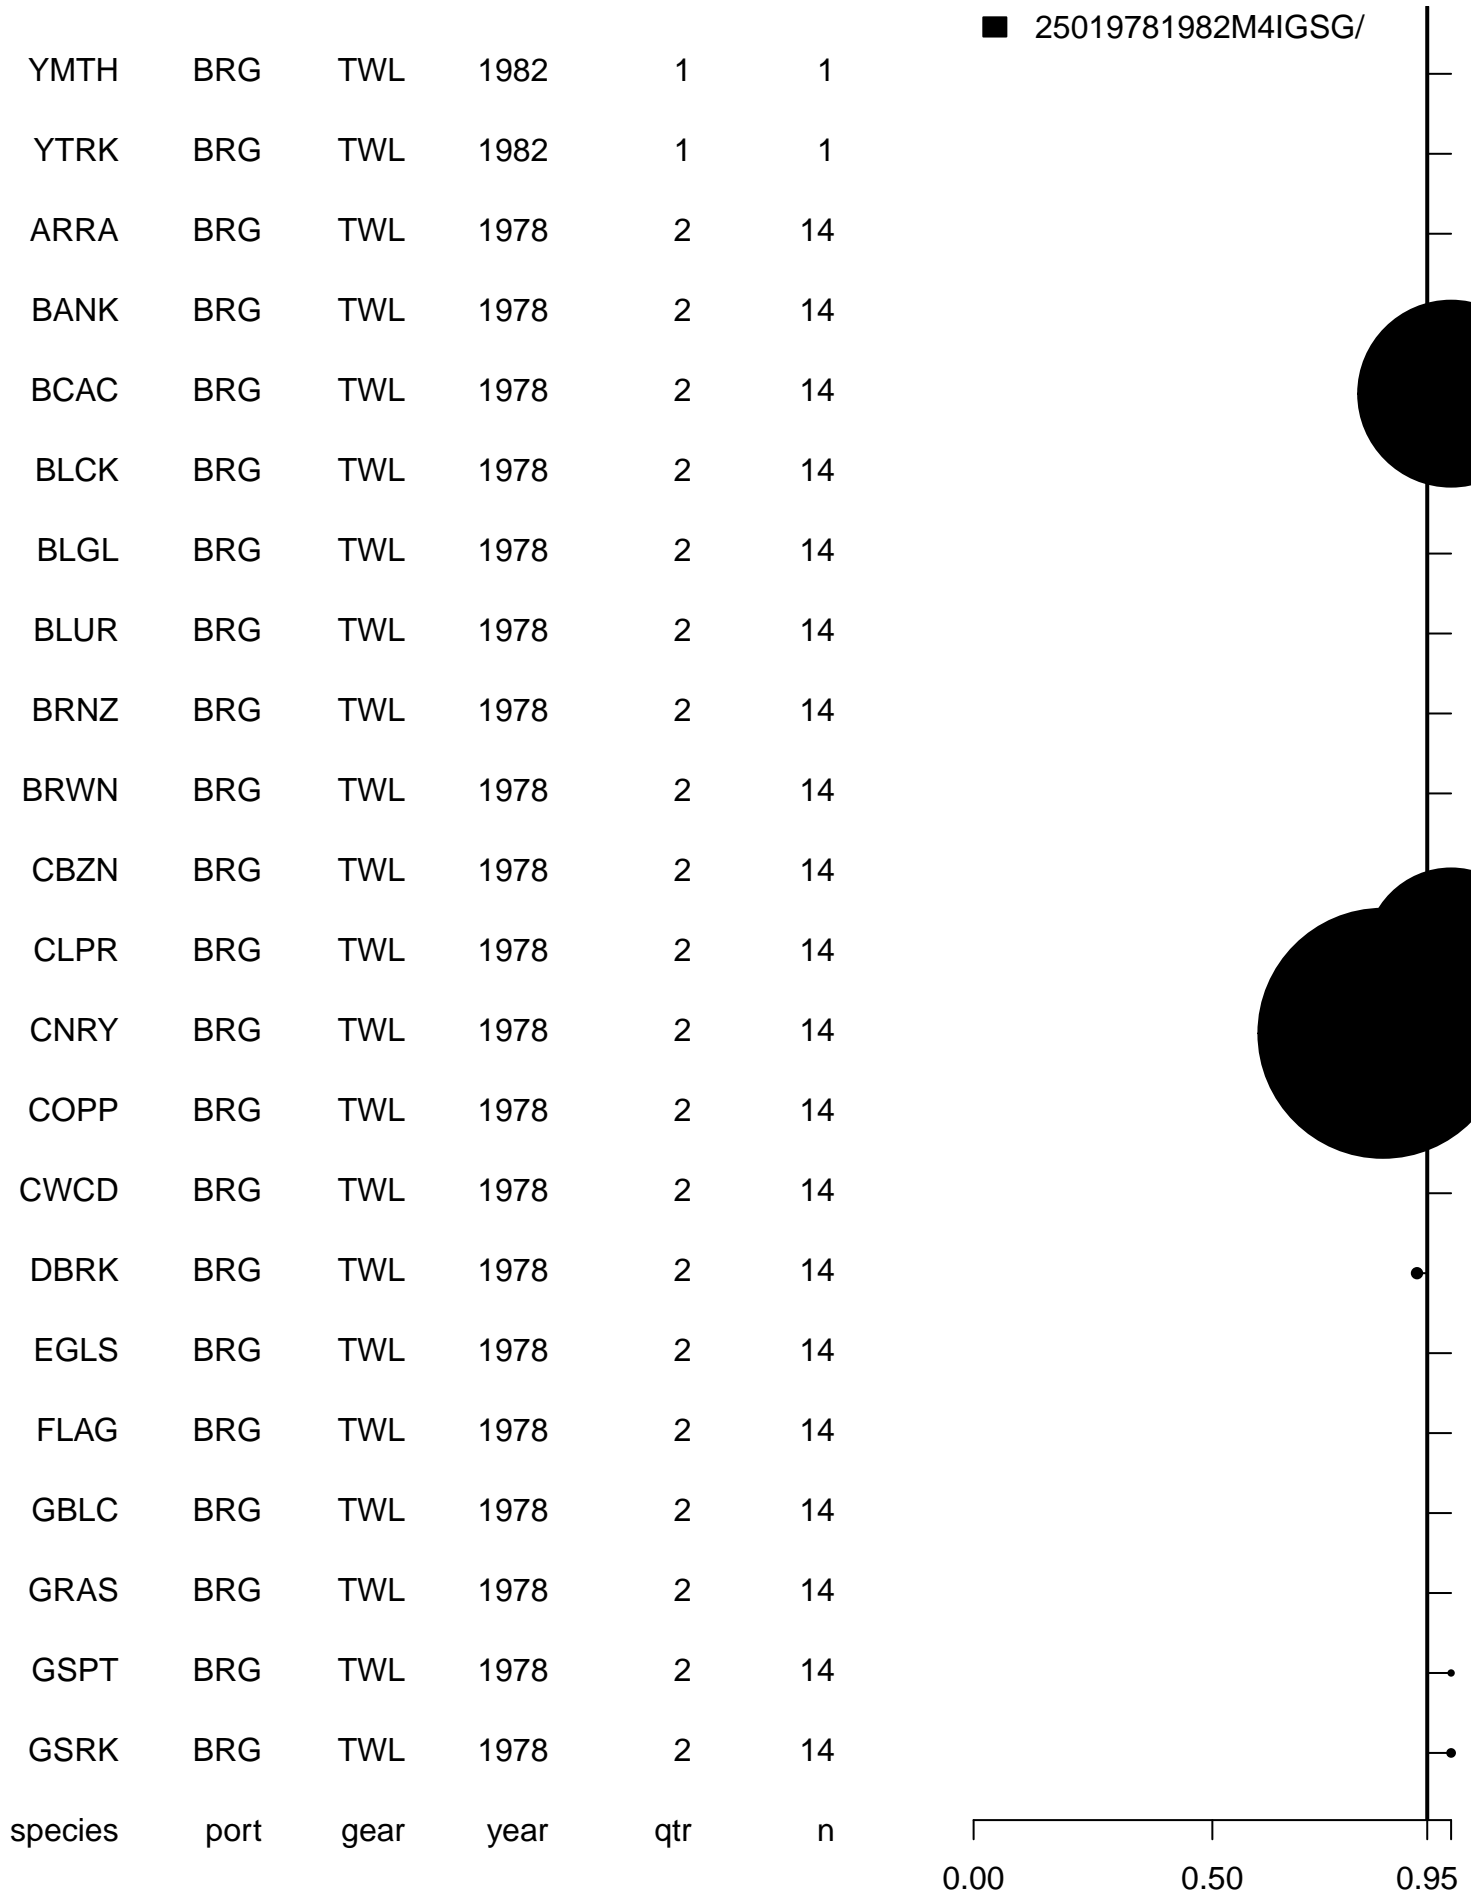 25019781982M4IGSG/
YMTH BRG TWL 1982 1 1
YTRK BRG TWL 1982 1 1
ARRA BRG TWL 1978 2 14
BANK BRG TWL 1978 2 14
BCAC BRG TWL 1978 2 14
BLCK BRG TWL 1978 2 14
BLGL BRG TWL 1978 2 14
BLUR BRG TWL 1978 2 14
BRNZ BRG TWL 1978 2 14
BRWN BRG TWL 1978 2 14
CBZN BRG TWL 1978 2 14
CLPR BRG TWL 1978 2 14
CNRY BRG TWL 1978 2 14
COPP BRG TWL 1978 2 14
CWCD BRG TWL 1978 2 14
DBRK BRG TWL 1978 2 14
EGLS BRG TWL 1978 2 14
FLAG BRG TWL 1978 2 14
GBLC BRG TWL 1978 2 14
GRAS BRG TWL 1978 2 14
GSPT BRG TWL 1978 2 14
GSRK BRG TWL 1978 2 14
species port gear year qtr n
0.00 0.50 0.95